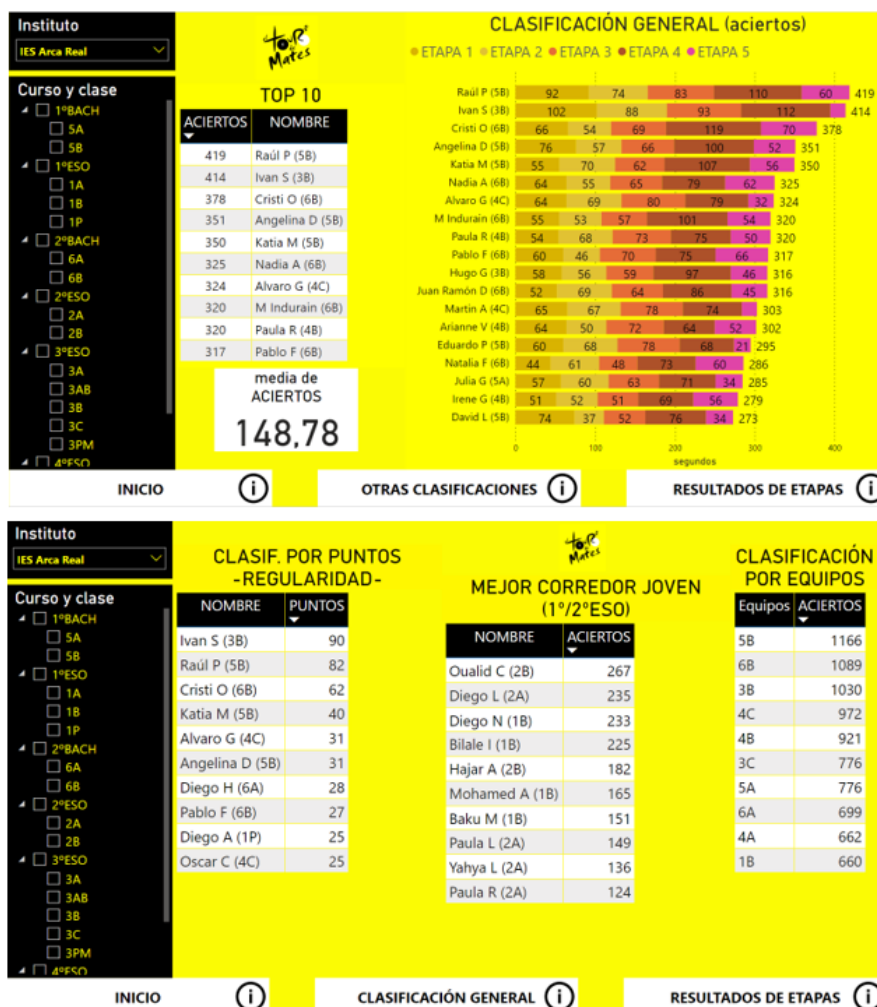 Instituto
IES Arca Real
Curso y clase
1ºBACH
5A
5B
1ºESO
1A
1B
1P
2ºBACH
6A
6B
2ºESO
2A
2B
3ºESO
3A
3AB
3B
3C
3PM
4ºESO
TouR
Mates
TOP 10
ACIERTOS NOMBRE
419 Raúl P (5B)
414 Ivan S (3B)
378 Cristi O (6B)
351 Angelina D (5B)
350 Katia M (5B)
325 Nadia A (6B)
324 Alvaro G (4C)
320 M Indurain (6B)
320 Paula R (4B)
317 Pablo F (6B)
media de
ACIERTOS
148,78
CLASIFICACIÓN GENERAL (aciertos)
ETAPA 1 ETAPA 2 ETAPA 3 ETAPA 4 ETAPA 5
Raúl P (5B) 92 74 83 110 60 419
Ivan S (3B) 102 88 93 112 414
Cristi O (6B) 66 54 69 119 70 378
Angelina D (5B) 76 57 66 100 52 351
Katia M (5B) 55 70 62 107 56 350
Nadia A (6B) 64 55 65 79 62 325
Alvaro G (4C) 64 69 80 79 32 324
M Indurain (6B) 55 53 57 101 54 320
Paula R (4B) 54 68 73 75 50 320
Pablo F (6B) 60 46 70 75 66 317
Hugo G (3B) 58 56 59 97 46 316
Juan Ramón D (6B) 52 69 64 86 45 316
Martin A (4C) 65 67 78 74 303
Arianne V (4B) 64 50 72 64 52 302
Eduardo P (5B) 60 68 78 68 21 295
Natalia F (6B) 44 61 48 73 60 286
Julia G (5A) 57 60 63 71 34 285
Irene G (4B) 51 52 51 69 56 279
David L (5B) 74 37 52 76 34 273
0 100 200 300 400
segundos
INICIO i OTRAS CLASIFICACIONES i RESULTADOS DE ETAPAS i
Instituto
IES Arca Real
Curso y clase
1ºBACH
5A
5B
1ºESO
1A
1B
1P
2ºBACH
6A
6B
2ºESO
2A
2B
3ºESO
3A
3AB
3B
3C
3PM
4ºESO
CLASIF. POR PUNTOS
-REGULARIDAD-
NOMBRE PUNTOS
Ivan S (3B) 90
Raúl P (5B) 82
Cristi O (6B) 62
Katia M (5B) 40
Alvaro G (4C) 31
Angelina D (5B) 31
Diego H (6A) 28
Pablo F (6B) 27
Diego A (1P) 25
Oscar C (4C) 25
TouR
Mates
MEJOR CORREDOR JOVEN
(1º/2ºESO)
NOMBRE ACIERTOS
Oualid C (2B) 267
Diego L (2A) 235
Diego N (1B) 233
Bilale I (1B) 225
Hajar A (2B) 182
Mohamed A (1B) 165
Baku M (1B) 151
Paula L (2A) 149
Yahya L (2A) 136
Paula R (2A) 124
CLASIFICACIÓN
POR EQUIPOS
Equipos ACIERTOS
5B 1166
6B 1089
3B 1030
4C 972
4B 921
3C 776
5A 776
6A 699
4A 662
1B 660
INICIO i CLASIFICACIÓN GENERAL i RESULTADOS DE ETAPAS i